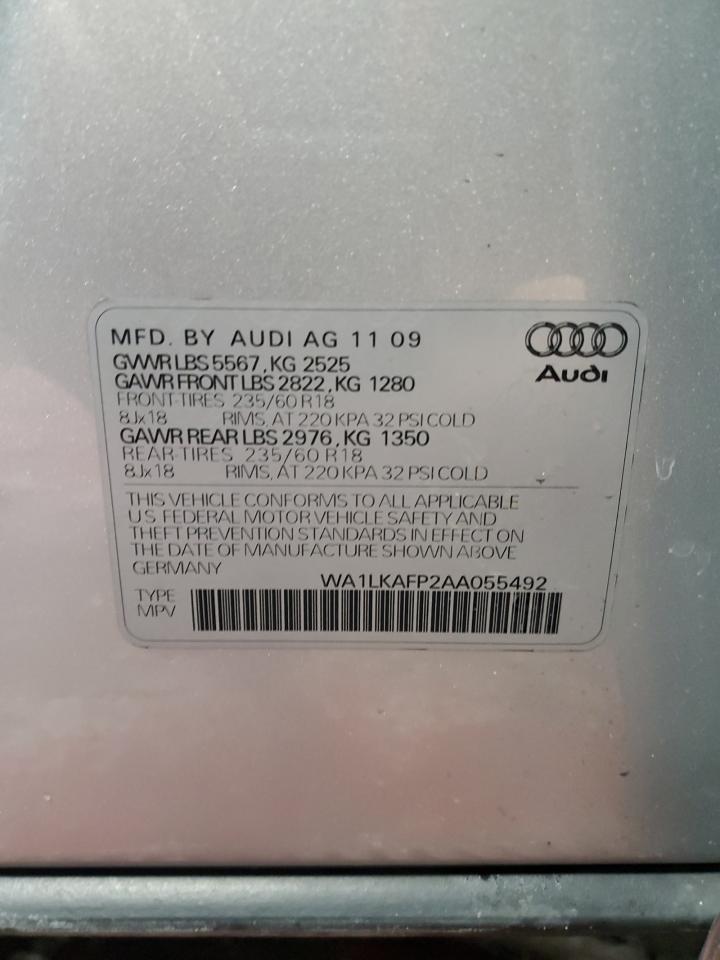 MFD. BY AUDI AG 11 09
GVWR LBS 5567, KG 2525
GAWR FRONT LBS 2822, KG 1280
FRONT-TIRES 235/60 R18
8Jx18 RIMS, AT 220 KPA 32 PSI COLD
GAWR REAR LBS 2976, KG 1350
REAR-TIRES 235/60 R18
8Jx18 RIMS, AT 220 KPA 32 PSI COLD
Audi
THIS VEHICLE CONFORMS TO ALL APPLICABLE
U.S. FEDERAL MOTOR VEHICLE SAFETY AND
THEFT PREVENTION STANDARDS IN EFFECT ON
THE DATE OF MANUFACTURE SHOWN ABOVE
GERMANY
WA1LKAFP2AA055492
TYPE
MPV